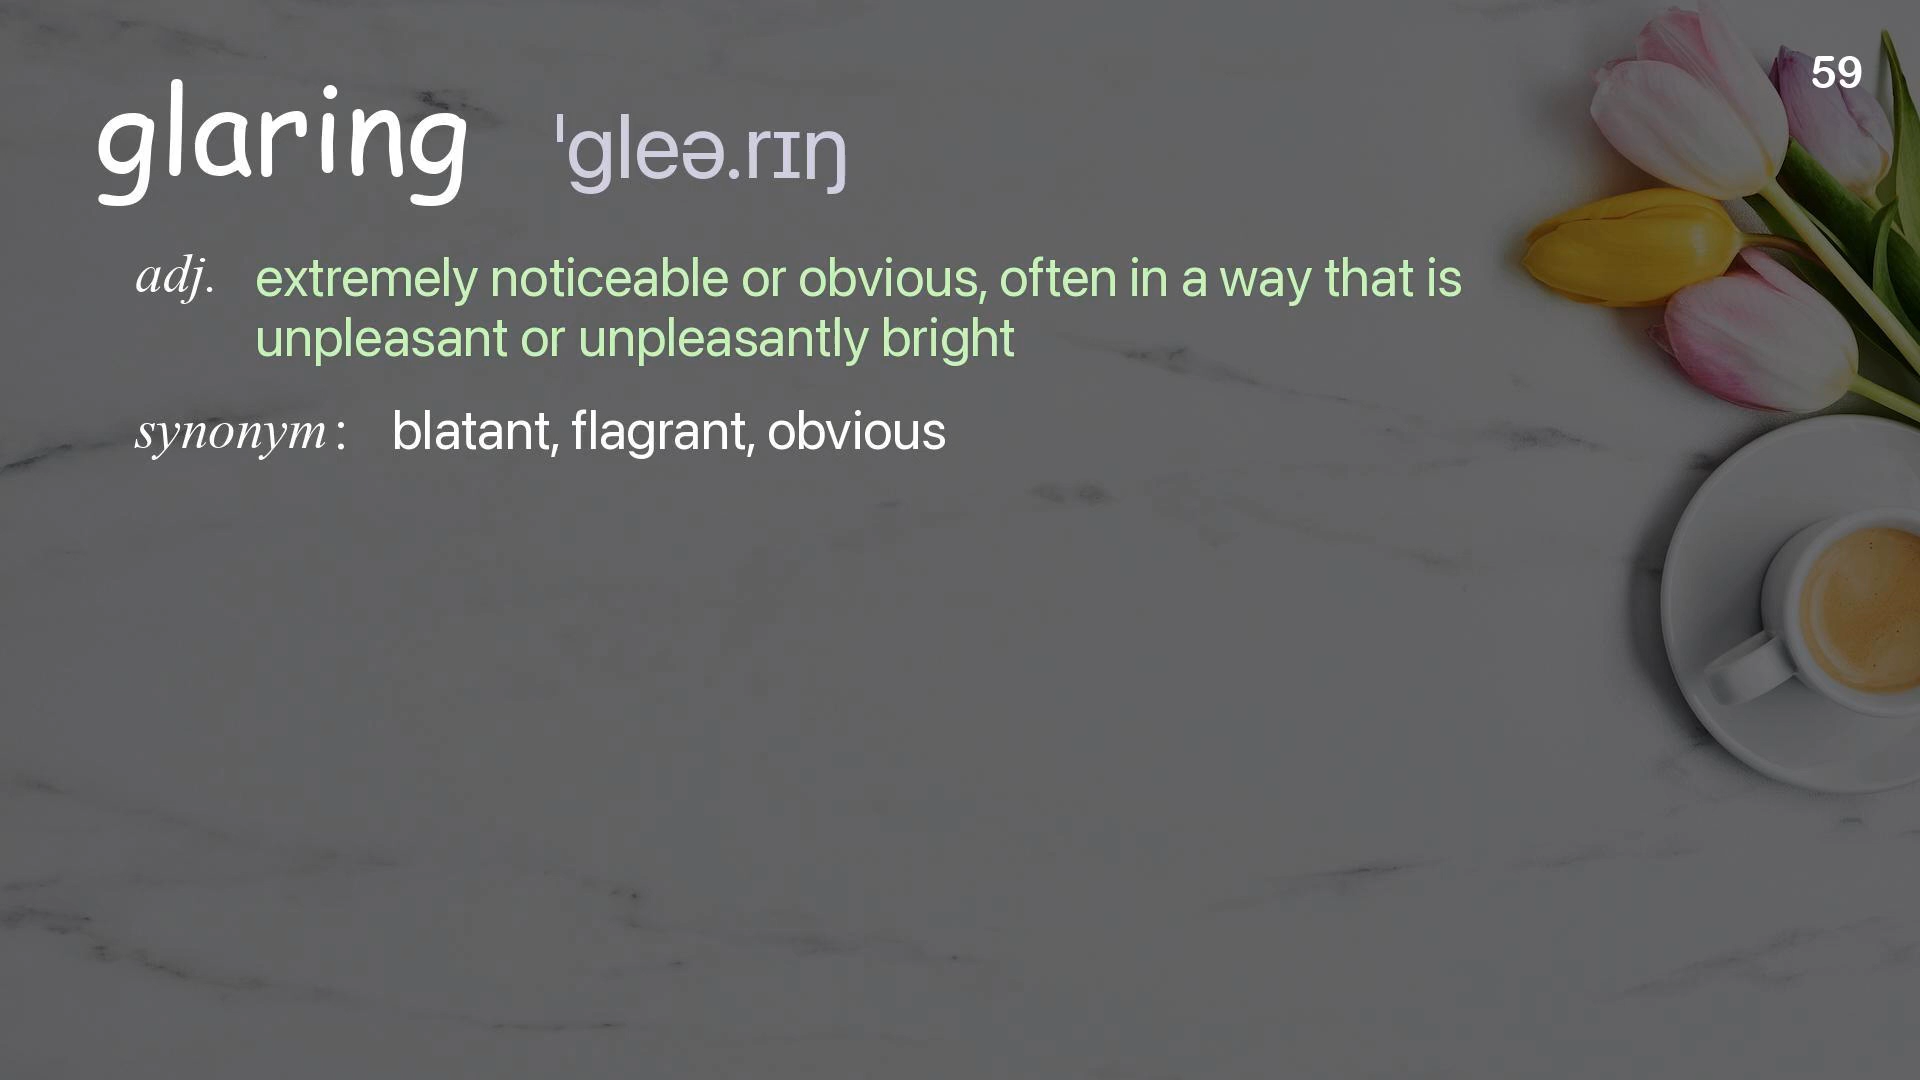 59
glaring ˈgleə.rɪŋ
adj. extremely noticeable or obvious, often in a way that is
unpleasant or unpleasantly bright
synonym: blatant, flagrant, obvious